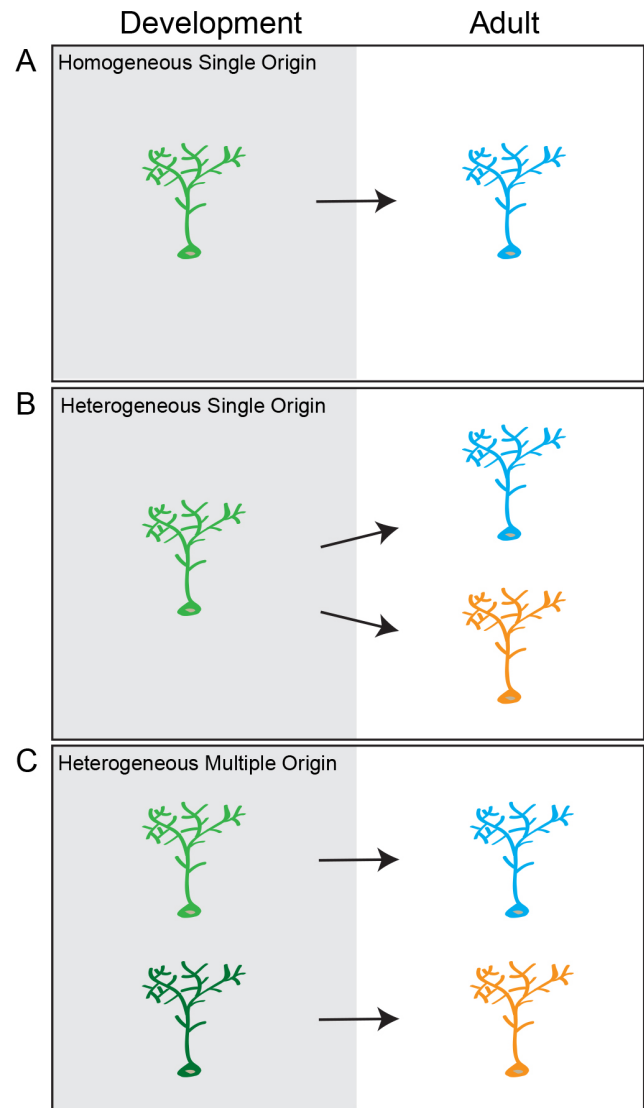 Development Adult
A
Homogeneous Single Origin
B
Heterogeneous Single Origin
C
Heterogeneous Multiple Origin